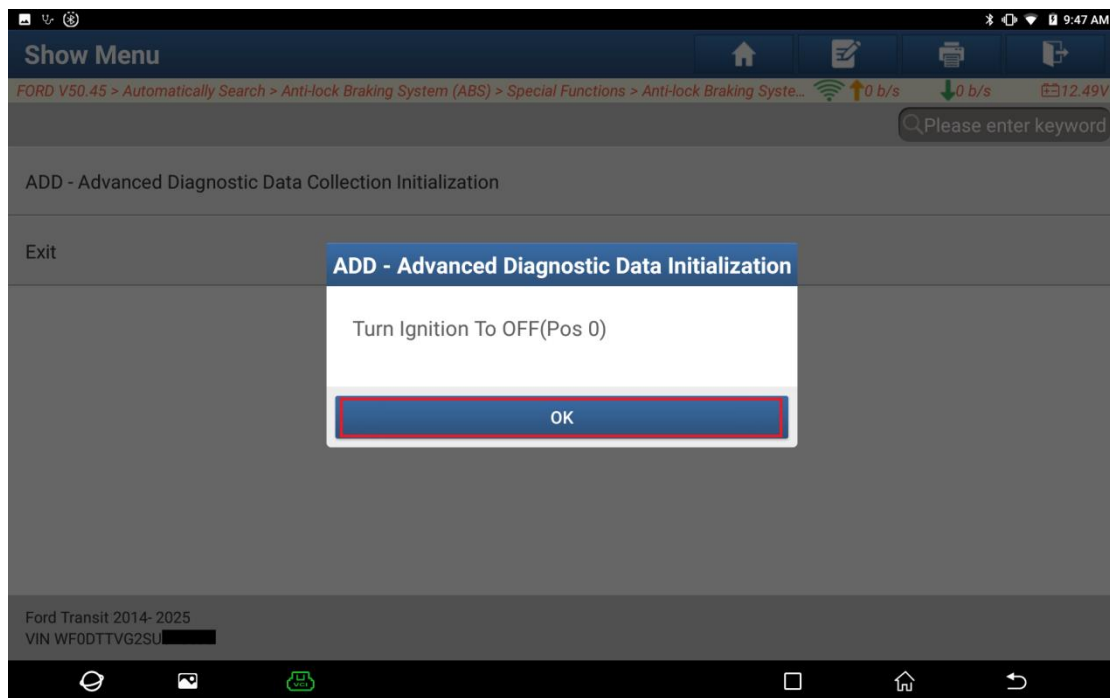 9:47 AM
Show Menu
FORD V50.45 > Automatically Search > Anti-lock Braking System (ABS) > Special Functions > Anti-lock Braking Syste... 0 b/s 0 b/s 12.49V
Please enter keyword
ADD - Advanced Diagnostic Data Collection Initialization
Exit
ADD - Advanced Diagnostic Data Initialization
Turn Ignition To OFF(Pos 0)
OK
Ford Transit 2014- 2025
VIN WF0DTTVG2SU
VCI